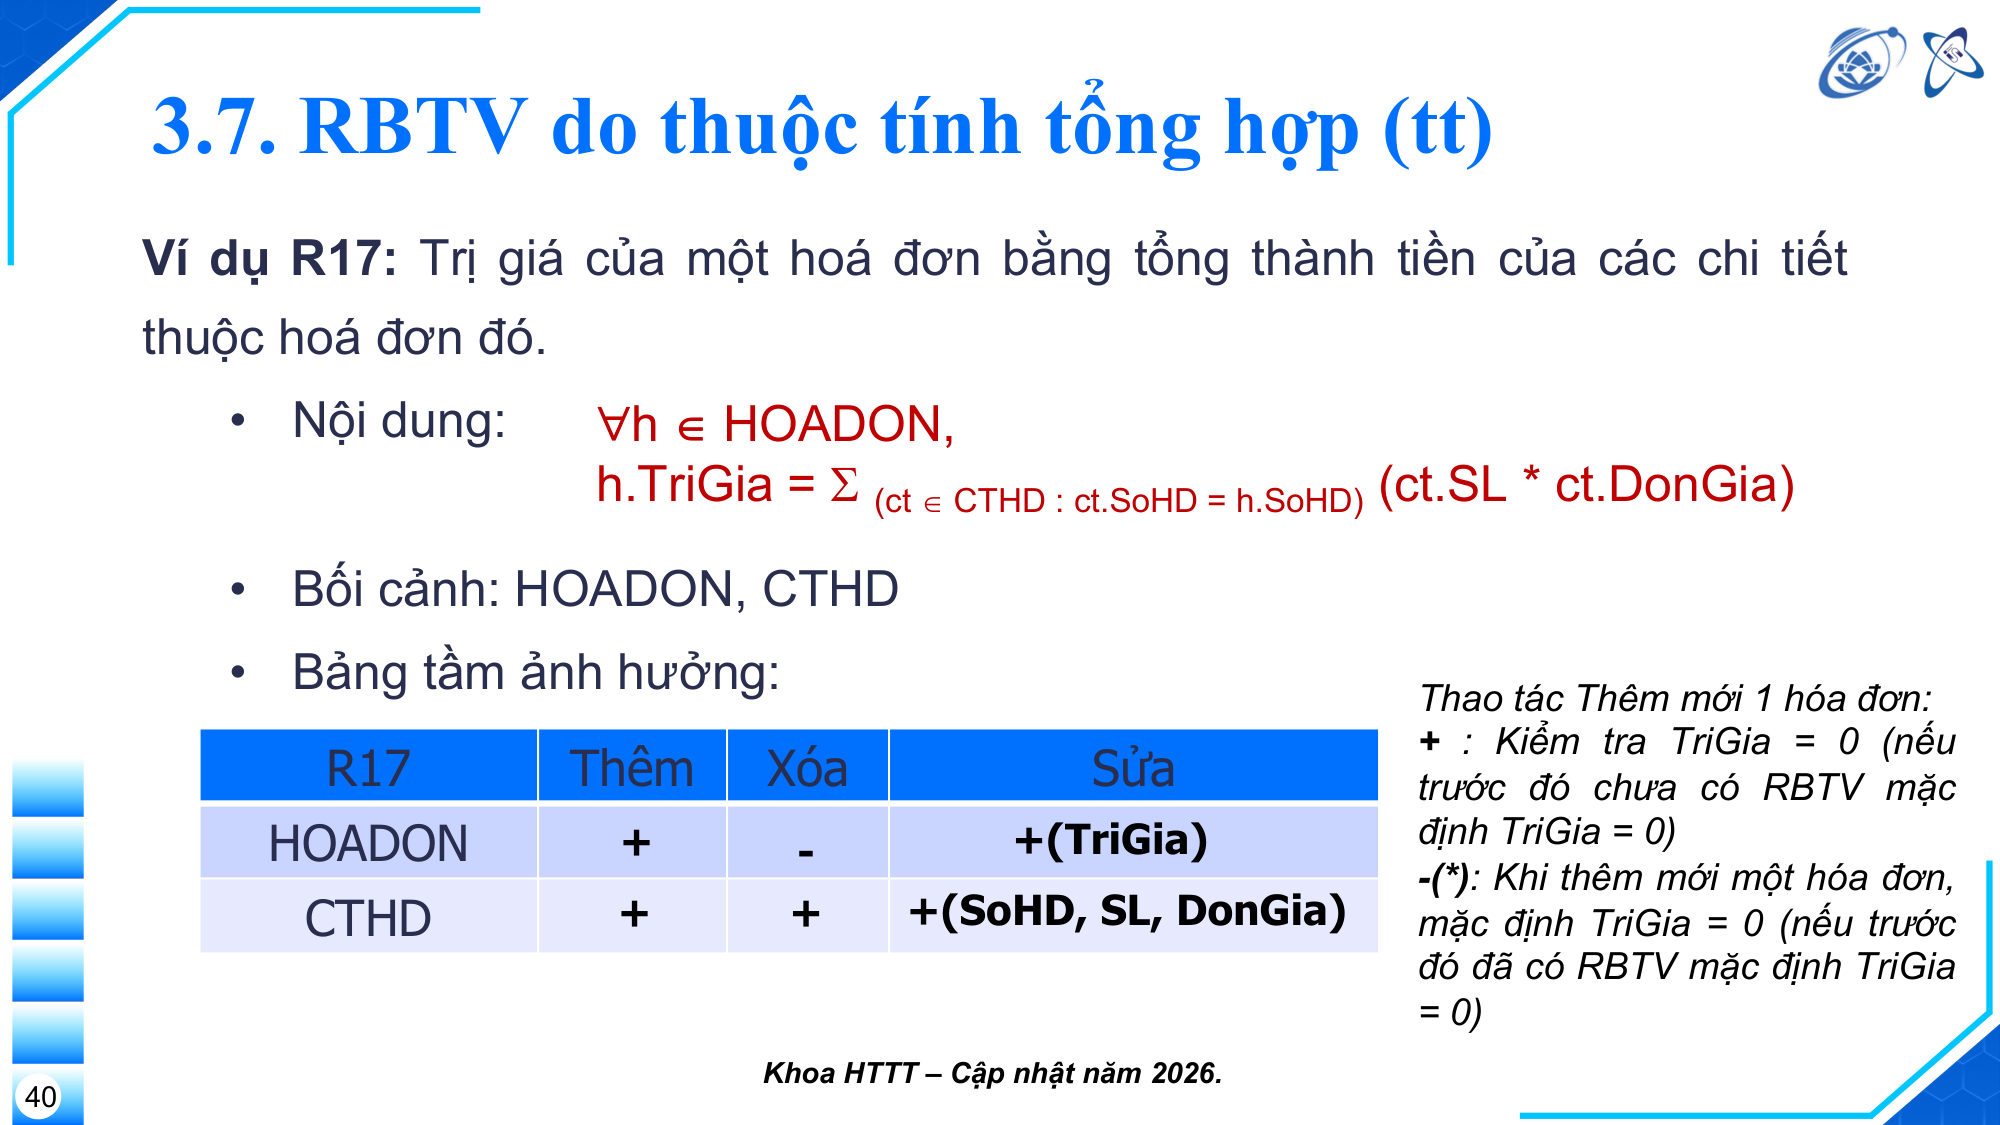 3.7. RBTV do thuộc tính tổng hợp (tt)
Ví dụ R17: Trị giá của một hoá đơn bằng tổng thành tiền của các chi tiết
thuộc hoá đơn đó.
• Nội dung:
∀h ∈ HOADON,
h.TriGia = Σ (ct ∈ CTHD : ct.SoHD = h.SoHD) (ct.SL * ct.DonGia)
• Bối cảnh: HOADON, CTHD
• Bảng tầm ảnh hưởng:
R17 Thêm Xóa Sửa
HOADON + - +(TriGia)
CTHD + + +(SoHD, SL, DonGia)
Thao tác Thêm mới 1 hóa đơn:
+ : Kiểm tra TriGia = 0 (nếu
trước đó chưa có RBTV mặc
định TriGia = 0)
-(*): Khi thêm mới một hóa đơn,
mặc định TriGia = 0 (nếu trước
đó đã có RBTV mặc định TriGia
= 0)
Khoa HTTT – Cập nhật năm 2026.
40